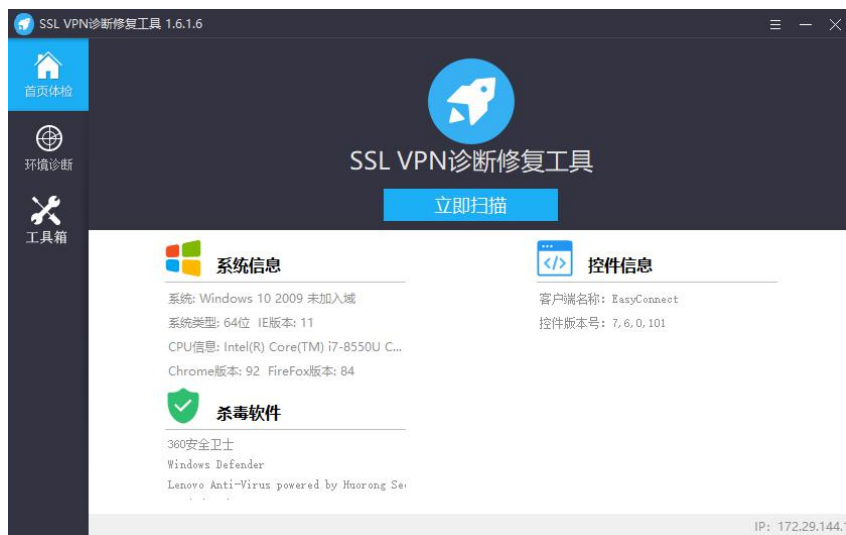 SSL VPN诊断修复工具 1.6.1.6
首页体检
环境诊断
工具箱
SSL VPN诊断修复工具
立即扫描
系统信息
系统: Windows 10 2009 未加入域
系统类型: 64位 IE版本: 11
CPU信息: Intel(R) Core(TM) i7-8550U C...
Chrome版本: 92 FireFox版本: 84
杀毒软件
360安全卫士
Windows Defender
Lenovo Anti-Virus powered by Huorong Se
控件信息
客户端名称: EasyConnect
控件版本号: 7,6,0,101
IP: 172.29.144.